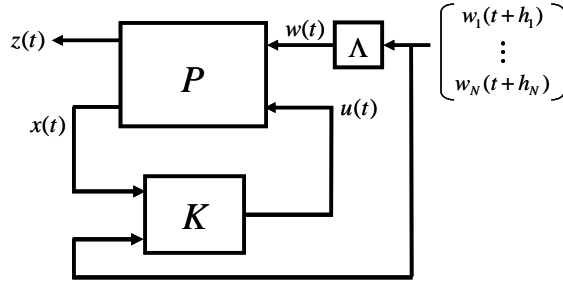 z(t)
P
w(t)
Λ
w₁(t+h₁)
⋮
w_N(t+h_N)
x(t)
u(t)
K